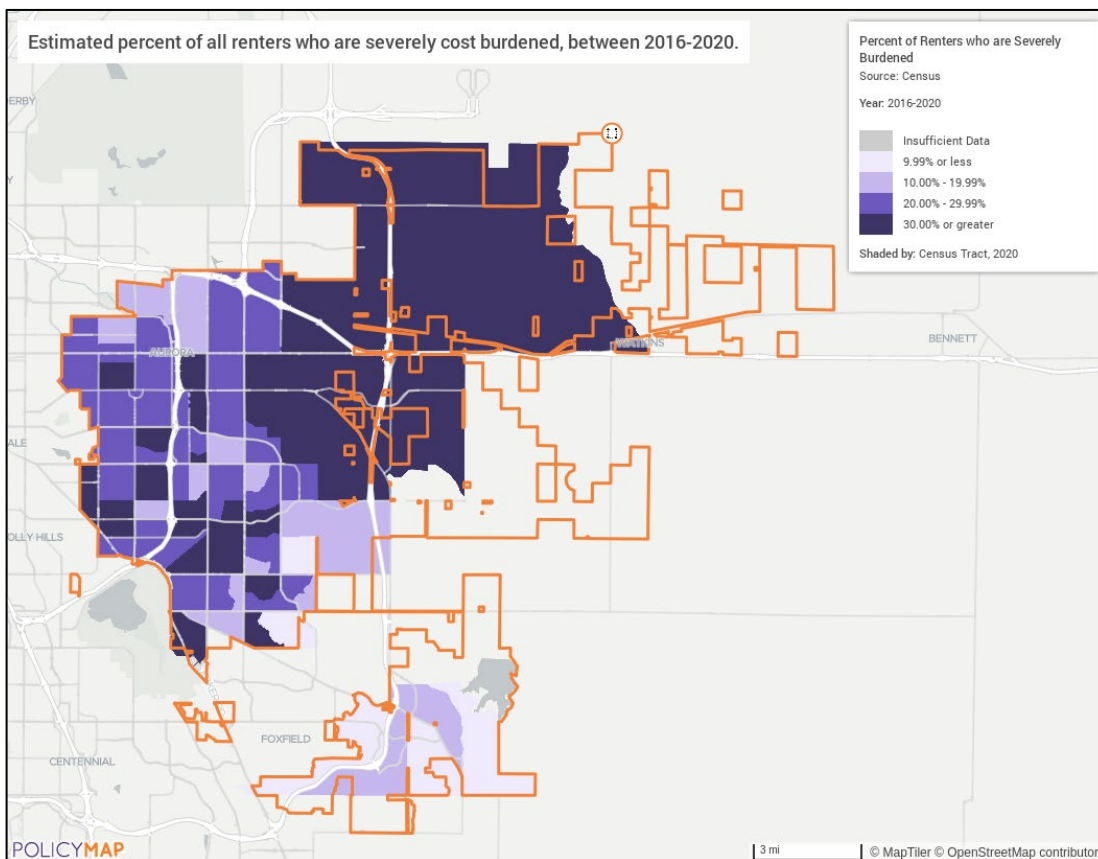 Estimated percent of all renters who are severely cost burdened, between 2016-2020.
Percent of Renters who are Severely
Burdened
Source: Census
Year: 2016-2020
Insufficient Data
9.99% or less
10.00% - 19.99%
20.00% - 29.99%
30.00% or greater
Shaded by: Census Tract, 2020
ERBY
Y
AURORA
WATKINS
BENNETT
ALE
OLLY HILLS
FOXFIELD
CENTENNIAL
POLICYMAP
3 mi
© MapTiler © OpenStreetMap contributor